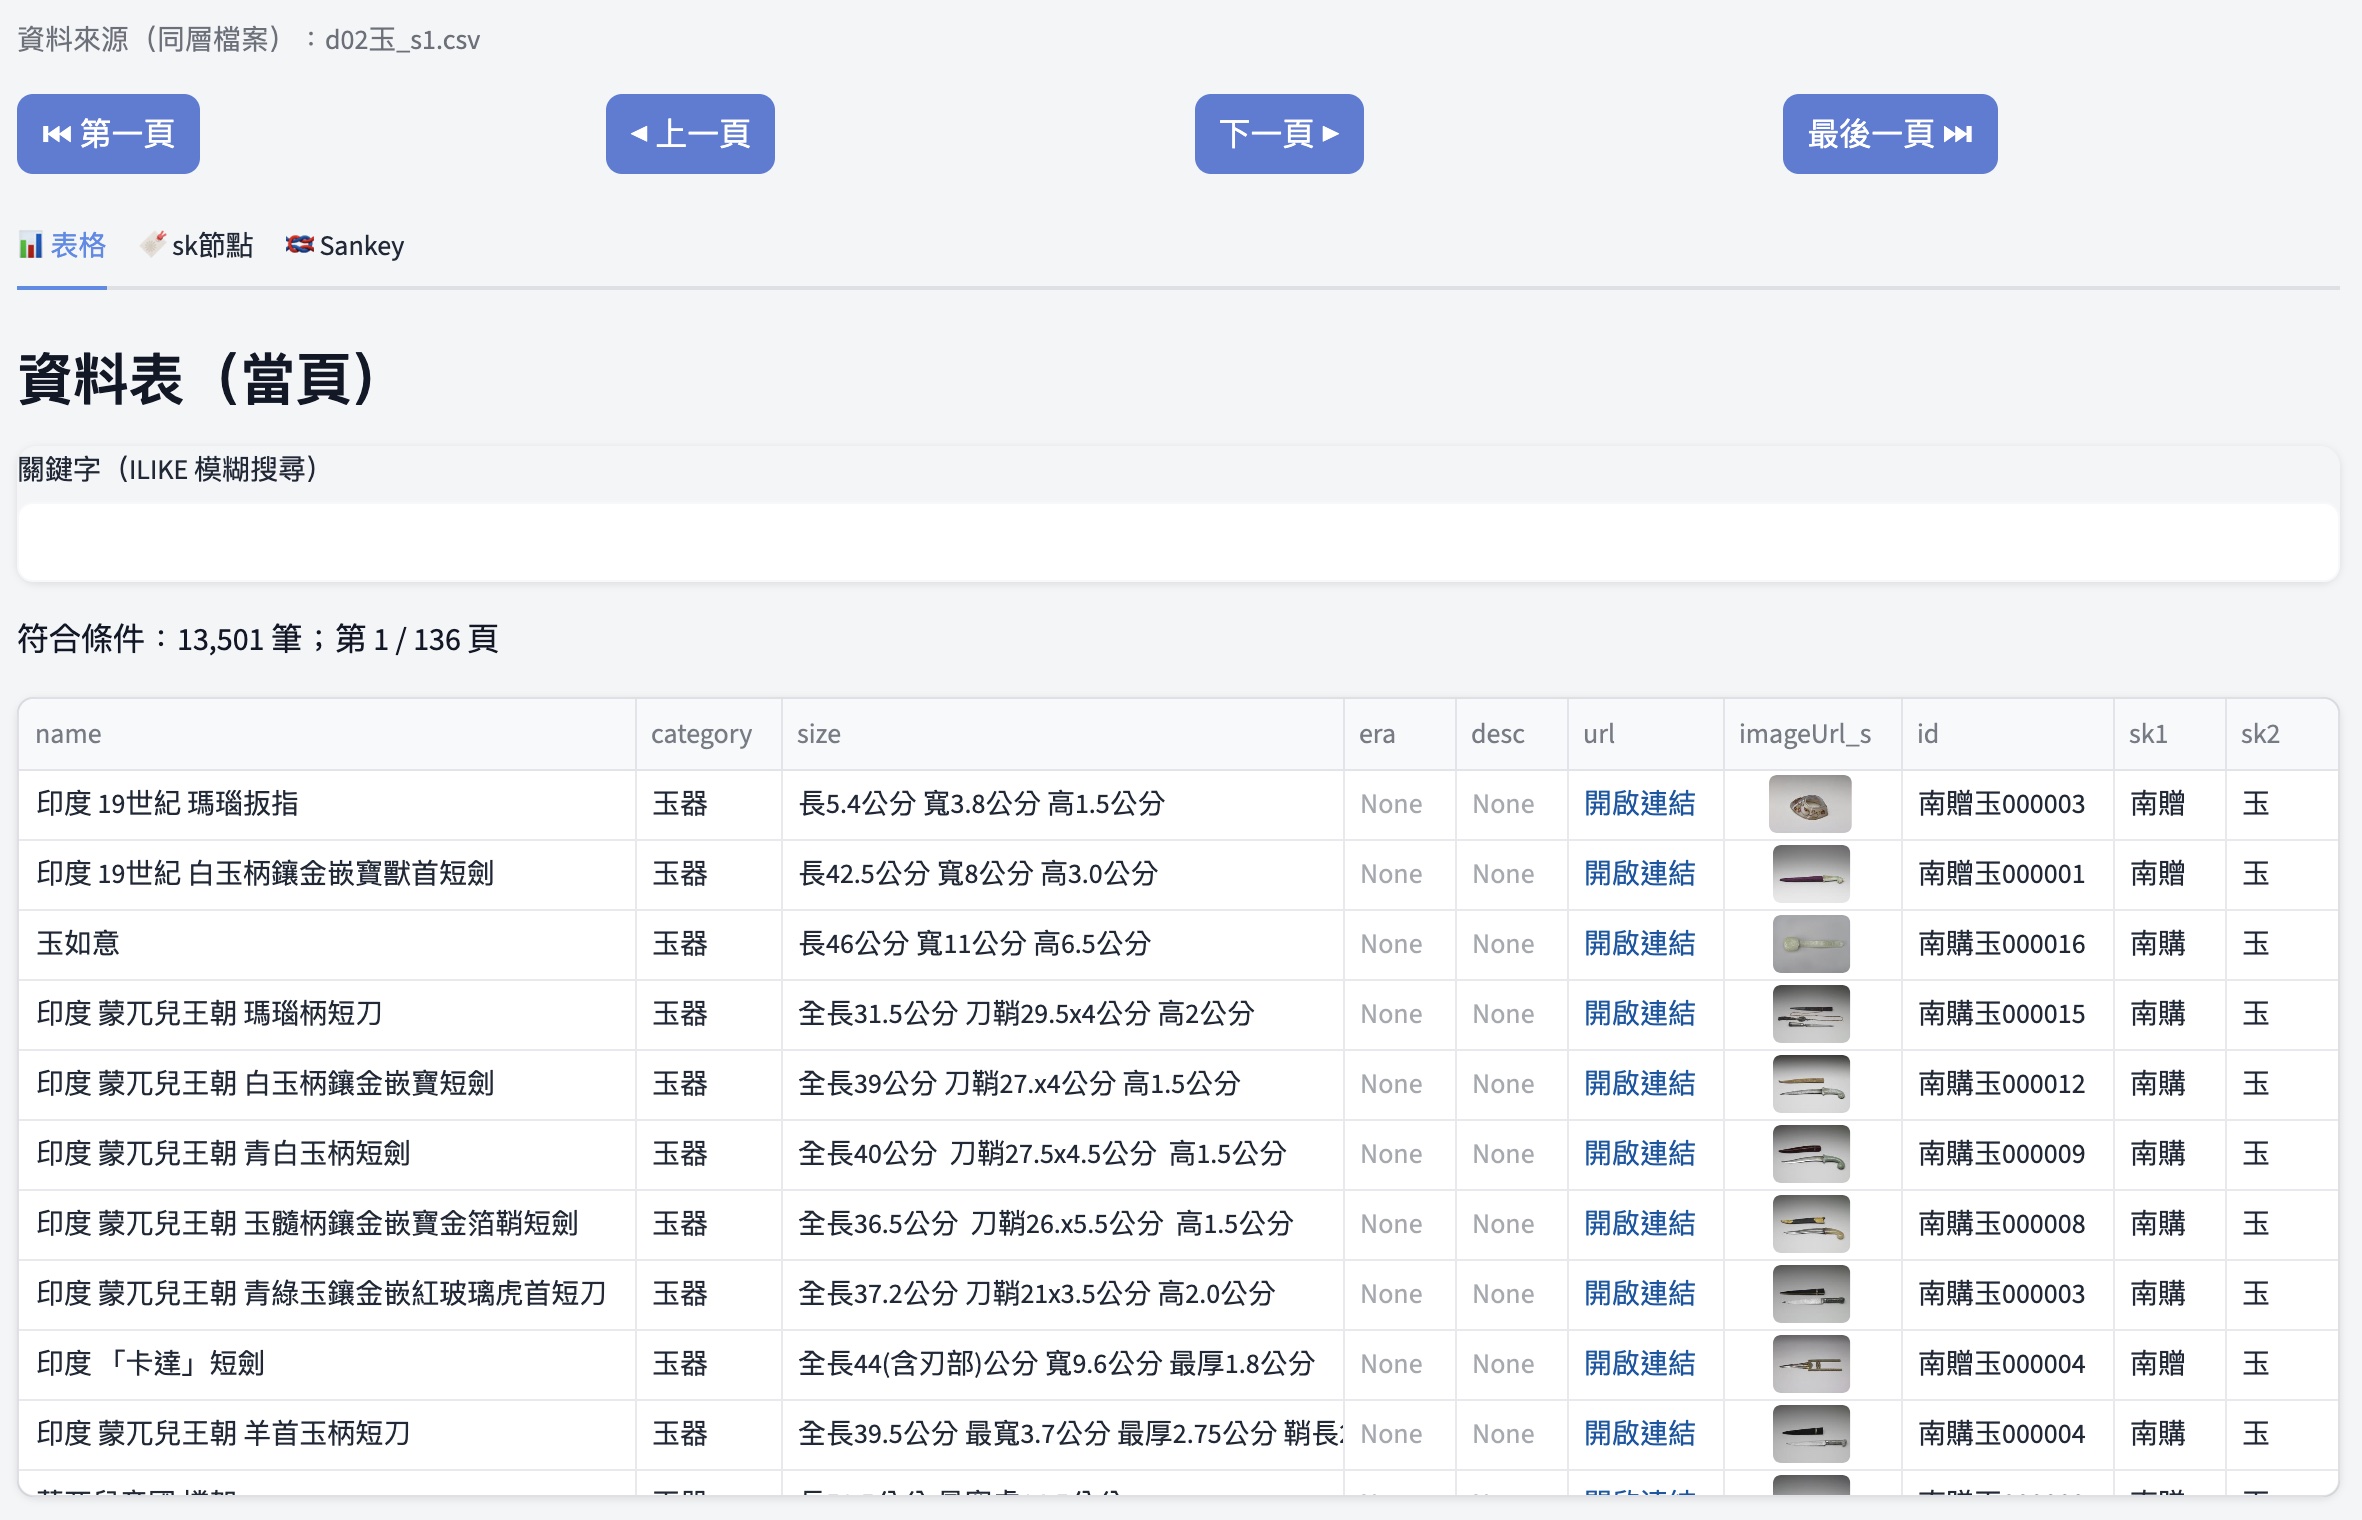 資料來源（同層檔案）：d02玉_s1.csv
⏮ 第一頁 ◀ 上一頁 下一頁 ▶ 最後一頁 ⏭
📊 表格 🏷️ sk節點 🪢 Sankey
資料表（當頁）
關鍵字（ILIKE 模糊搜尋）
符合條件：13,501 筆；第 1 / 136 頁
name category size era desc url imageUrl_s id sk1 sk2
印度 19世紀 瑪瑙扳指 玉器 長5.4公分 寬3.8公分 高1.5公分 None None 開啟連結 南贈玉000003 南贈 玉
印度 19世紀 白玉柄鑲金嵌寶獸首短劍 玉器 長42.5公分 寬8公分 高3.0公分 None None 開啟連結 南贈玉000001 南贈 玉
玉如意 玉器 長46公分 寬11公分 高6.5公分 None None 開啟連結 南購玉000016 南購 玉
印度 蒙兀兒王朝 瑪瑙柄短刀 玉器 全長31.5公分 刀鞘29.5x4公分 高2公分 None None 開啟連結 南購玉000015 南購 玉
印度 蒙兀兒王朝 白玉柄鑲金嵌寶短劍 玉器 全長39公分 刀鞘27.x4公分 高1.5公分 None None 開啟連結 南購玉000012 南購 玉
印度 蒙兀兒王朝 青白玉柄短劍 玉器 全長40公分 刀鞘27.5x4.5公分 高1.5公分 None None 開啟連結 南購玉000009 南購 玉
印度 蒙兀兒王朝 玉髓柄鑲金嵌寶金箔鞘短劍 玉器 全長36.5公分 刀鞘26.x5.5公分 高1.5公分 None None 開啟連結 南購玉000008 南購 玉
印度 蒙兀兒王朝 青綠玉鑲金嵌紅玻璃虎首短刀 玉器 全長37.2公分 刀鞘21x3.5公分 高2.0公分 None None 開啟連結 南購玉000003 南購 玉
印度 「卡達」短劍 玉器 全長44(含刃部)公分 寬9.6公分 最厚1.8公分 None None 開啟連結 南贈玉000004 南贈 玉
印度 蒙兀兒王朝 羊首玉柄短刀 玉器 全長39.5公分 最寬3.7公分 最厚2.75公分 鞘長 None None 開啟連結 南購玉000004 南購 玉